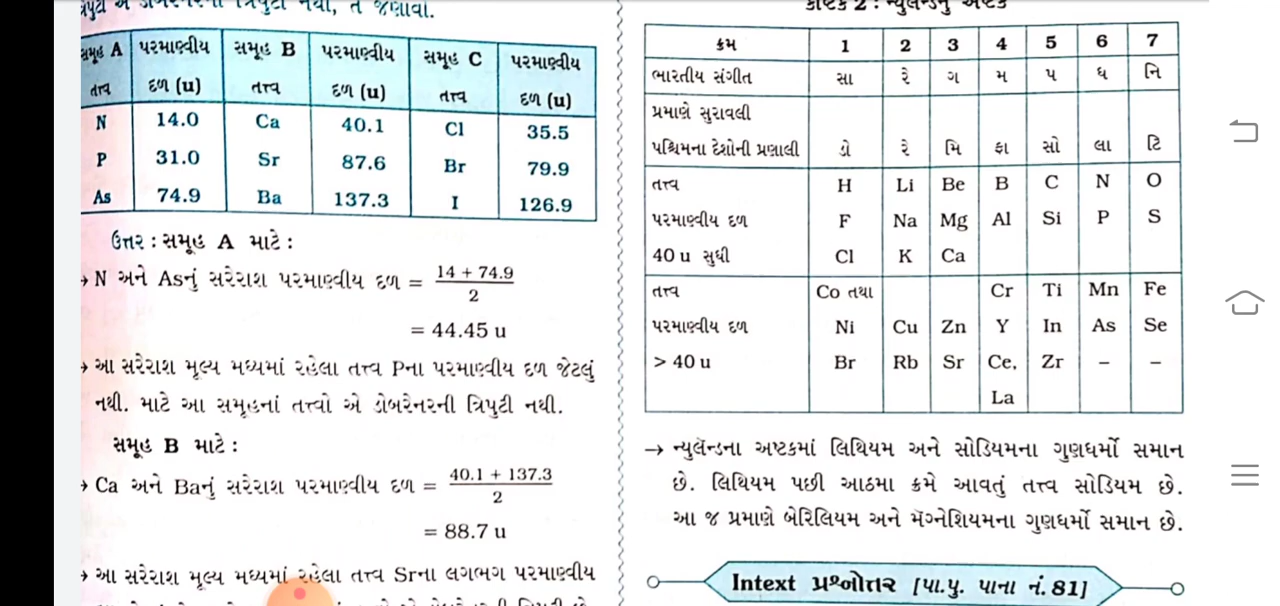 ત્રિપુટી નથી, તે જણાવો.
સમૂહ A પરમાણ્વીય સમૂહ B પરમાણ્વીય સમૂહ C પરમાણ્વીય
તત્ત્વ દળ (u) તત્ત્વ દળ (u) તત્ત્વ દળ (u)
N 14.0 Ca 40.1 Cl 35.5
P 31.0 Sr 87.6 Br 79.9
As 74.9 Ba 137.3 I 126.9
ઉત્તર : સમૂહ A માટે :
→ N અને Asનું સરેરાશ પરમાણ્વીય દળ = 14 + 74.9 / 2
= 44.45 u
→ આ સરેરાશ મૂલ્ય મધ્યમાં રહેલા તત્ત્વ Pના પરમાણ્વીય દળ જેટલું
નથી. માટે આ સમૂહનાં તત્ત્વો એ ડોબરેનરની ત્રિપુટી નથી.
સમૂહ B માટે :
→ Ca અને Baનું સરેરાશ પરમાણ્વીય દળ = 40.1 + 137.3 / 2
= 88.7 u
→ આ સરેરાશ મૂલ્ય મધ્યમાં રહેલા તત્ત્વ Srના લગભગ પરમાણ્વીય
કોષ્ટક 2 : ન્યુલૅન્ડનું અષ્ટક
ક્રમ 1 2 3 4 5 6 7
ભારતીય સંગીત સા રે ગ મ પ ધ નિ
પ્રમાણે સુરાવલી
પશ્ચિમના દેશોની પ્રણાલી ડો રે મિ ફા સો લા ટિ
તત્ત્વ H Li Be B C N O
પરમાણ્વીય દળ F Na Mg Al Si P S
40 u સુધી Cl K Ca
તત્ત્વ Co તથા Cr Ti Mn Fe
પરમાણ્વીય દળ Ni Cu Zn Y In As Se
> 40 u Br Rb Sr Ce, Zr – –
La
→ ન્યુલૅન્ડના અષ્ટકમાં લિથિયમ અને સોડિયમના ગુણધર્મો સમાન
છે. લિથિયમ પછી આઠમા ક્રમે આવતું તત્ત્વ સોડિયમ છે.
આ જ પ્રમાણે બેરિલિયમ અને મૅગ્નેશિયમના ગુણધર્મો સમાન છે.
Intext પ્રશ્નોત્તર [પા.પુ. પાના નં. 81]